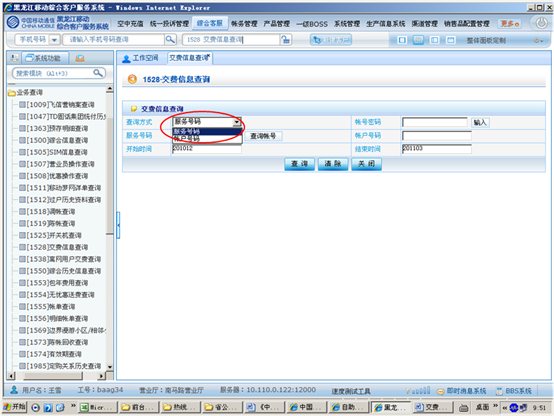 黑龙江移动综合客户服务系统 - Windows Internet Explorer
中国移动通信 CHINA MOBILE 黑龙江移动 综合客户服务系统 空中充值 统一投诉管理 综合客服 帐务管理 产品管理 一级BOSS 系统管理 生产信息系统 渠道管理 销售品配置管理 更多
手机号码 请输入手机号码查询 1528 交费信息查询 整体面板定制
系统功能 工作空间 交费信息查询
搜索模块 (Alt+3)
1528-交费信息查询
业务查询
[1009]飞信营销案查询
[1047]TD固话集团统付历史
[1363]预存明细查询
[1500]综合信息查询
[1505]SIM信息查询
[1507]营业员操作查询
[1508]优惠操作查询
[1511]移动梦网详单查询
[1512]过户历史资料查询
[1518]调帐查询
[1519]陈帐查询
[1525]开关机查询
[1528]交费信息查询
[1538]离网用户交费查询
[1550]综合历史信息查询
[1553]包年费用查询
[1554]无忧惠送费查询
[1555]帐单查询
[1556]明细帐单查询
[1569]边界漫游小区/相邻小
[1573]陈帐回收查询
[1574]有效期查询
[1985]定购关系历史查询
交费信息查询
查询方式 服务号码 帐号密码 输入
服务号码
帐户号码
服务号码 查询帐号 帐户号码
开始时间 201012 结束时间 201103
查 询 清 除 关 闭
用户名：王雪 工号：baag34 营业厅：南马路营业厅 服务器：10.110.0.122:12000 速度测试工具 即时消息系统 BBS系统
开始 Micr... 前台... 热线... 省公... 《中... 中国... 自助... 黑龙... 交费... 桌面 9:51